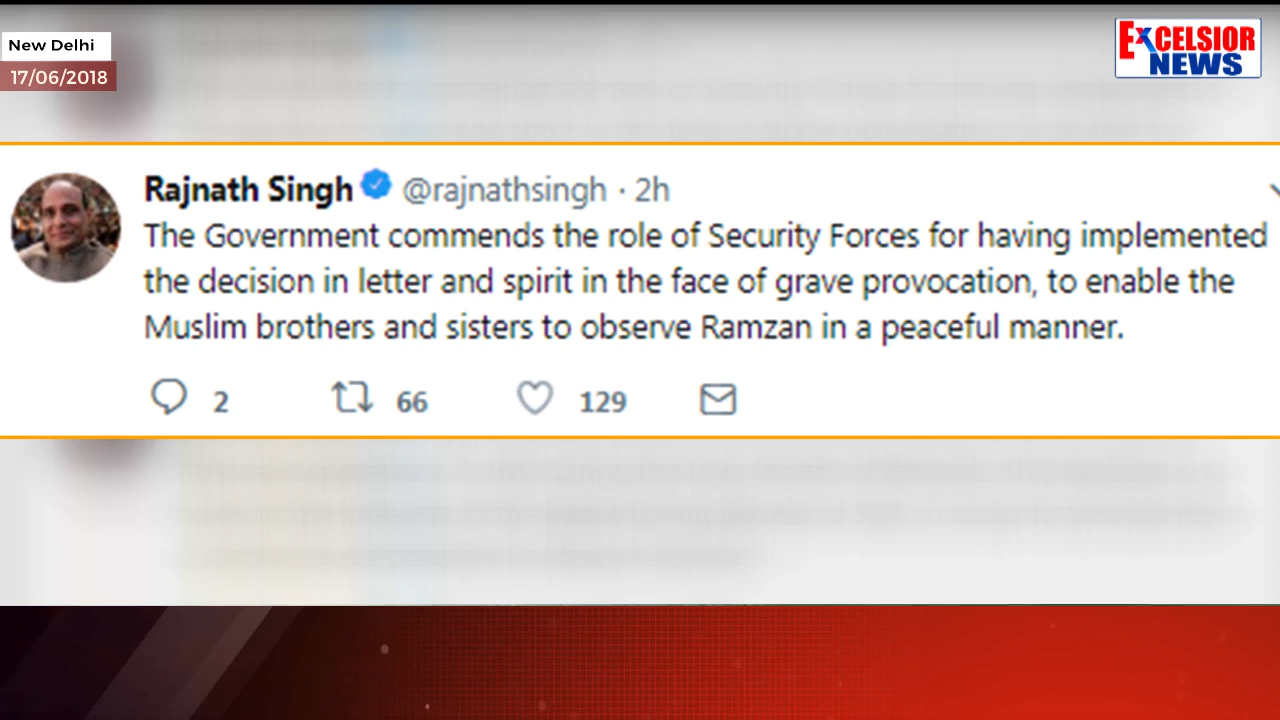 New Delhi
17/06/2018
EXCELSIOR
NEWS
Rajnath Singh @rajnathsingh · 2h
The Government commends the role of Security Forces for having implemented
the decision in letter and spirit in the face of grave provocation, to enable the
Muslim brothers and sisters to observe Ramzan in a peaceful manner.
2 66 129